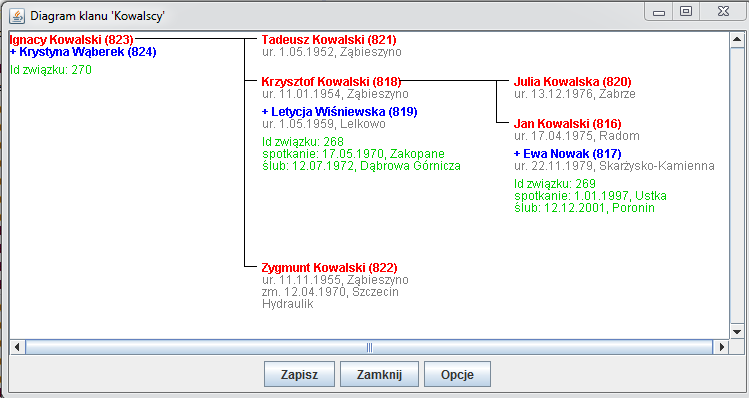 Diagram klanu 'Kowalscy'
Ignacy Kowalski (823)
+ Krystyna Wąberek (824)
Id związku: 270
Tadeusz Kowalski (821)
ur. 1.05.1952, Ząbieszyno
Krzysztof Kowalski (818)
ur. 11.01.1954, Ząbieszyno
+ Letycja Wiśniewska (819)
ur. 1.05.1959, Lelkowo
Id związku: 268
spotkanie: 17.05.1970, Zakopane
ślub: 12.07.1972, Dąbrowa Górnicza
Julia Kowalska (820)
ur. 13.12.1976, Zabrze
Jan Kowalski (816)
ur. 17.04.1975, Radom
+ Ewa Nowak (817)
ur. 22.11.1979, Skarżysko-Kamienna
Id związku: 269
spotkanie: 1.01.1997, Ustka
ślub: 12.12.2001, Poronin
Zygmunt Kowalski (822)
ur. 11.11.1955, Ząbieszyno
zm. 12.04.1970, Szczecin
Hydraulik
Zapisz
Zamknij
Opcje